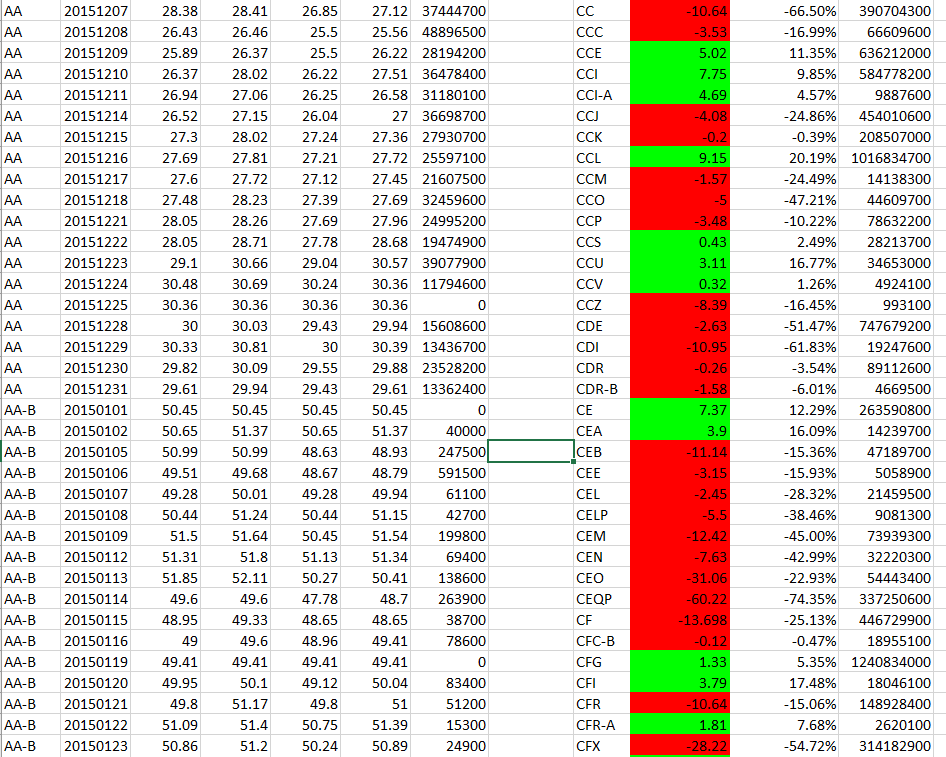 AA 20151207 28.38 28.41 26.85 27.12 37444700 CC -10.64 -66.50% 390704300
AA 20151208 26.43 26.46 25.5 25.56 48896500 CCC -3.53 -16.99% 66609600
AA 20151209 25.89 26.37 25.5 26.22 28194200 CCE 5.02 11.35% 636212000
AA 20151210 26.37 28.02 26.22 27.51 36478400 CCI 7.75 9.85% 584778200
AA 20151211 26.94 27.06 26.25 26.58 31180100 CCI-A 4.69 4.57% 9887600
AA 20151214 26.52 27.15 26.04 27 36698700 CCJ -4.08 -24.86% 454010600
AA 20151215 27.3 28.02 27.24 27.36 27930700 CCK -0.2 -0.39% 208507000
AA 20151216 27.69 27.81 27.21 27.72 25597100 CCL 9.15 20.19% 1016834700
AA 20151217 27.6 27.72 27.12 27.45 21607500 CCM -1.57 -24.49% 14138300
AA 20151218 27.48 28.23 27.39 27.69 32459600 CCO -5 -47.21% 44609700
AA 20151221 28.05 28.26 27.69 27.96 24995200 CCP -3.48 -10.22% 78632200
AA 20151222 28.05 28.71 27.78 28.68 19474900 CCS 0.43 2.49% 28213700
AA 20151223 29.1 30.66 29.04 30.57 39077900 CCU 3.11 16.77% 34653000
AA 20151224 30.48 30.69 30.24 30.36 11794600 CCV 0.32 1.26% 4924100
AA 20151225 30.36 30.36 30.36 30.36 0 CCZ -8.39 -16.45% 993100
AA 20151228 30 30.03 29.43 29.94 15608600 CDE -2.63 -51.47% 747679200
AA 20151229 30.33 30.81 30 30.39 13436700 CDI -10.95 -61.83% 19247600
AA 20151230 29.82 30.09 29.55 29.88 23528200 CDR -0.26 -3.54% 89112600
AA 20151231 29.61 29.94 29.43 29.61 13362400 CDR-B -1.58 -6.01% 4669500
AA-B 20150101 50.45 50.45 50.45 50.45 0 CE 7.37 12.29% 263590800
AA-B 20150102 50.65 51.37 50.65 51.37 40000 CEA 3.9 16.09% 14239700
AA-B 20150105 50.99 50.99 48.63 48.93 247500 CEB -11.14 -15.36% 47189700
AA-B 20150106 49.51 49.68 48.67 48.79 591500 CEE -3.15 -15.93% 5058900
AA-B 20150107 49.28 50.01 49.28 49.94 61100 CEL -2.45 -28.32% 21459500
AA-B 20150108 50.44 51.24 50.44 51.15 42700 CELP -5.5 -38.46% 9081300
AA-B 20150109 51.5 51.64 50.45 51.54 199800 CEM -12.42 -45.00% 73939300
AA-B 20150112 51.31 51.8 51.13 51.34 69400 CEN -7.63 -42.99% 32220300
AA-B 20150113 51.85 52.11 50.27 50.41 138600 CEO -31.06 -22.93% 54443400
AA-B 20150114 49.6 49.6 47.78 48.7 263900 CEQP -60.22 -74.35% 337250600
AA-B 20150115 48.95 49.33 48.65 48.65 38700 CF -13.698 -25.13% 446729900
AA-B 20150116 49 49.6 48.96 49.41 78600 CFC-B -0.12 -0.47% 18955100
AA-B 20150119 49.41 49.41 49.41 49.41 0 CFG 1.33 5.35% 1240834000
AA-B 20150120 49.95 50.1 49.12 50.04 83400 CFI 3.79 17.48% 18046100
AA-B 20150121 49.8 51.17 49.8 51 51200 CFR -10.64 -15.06% 148928400
AA-B 20150122 51.09 51.4 50.75 51.39 15300 CFR-A 1.81 7.68% 2620100
AA-B 20150123 50.86 51.2 50.24 50.89 24900 CFX -28.22 -54.72% 314182900